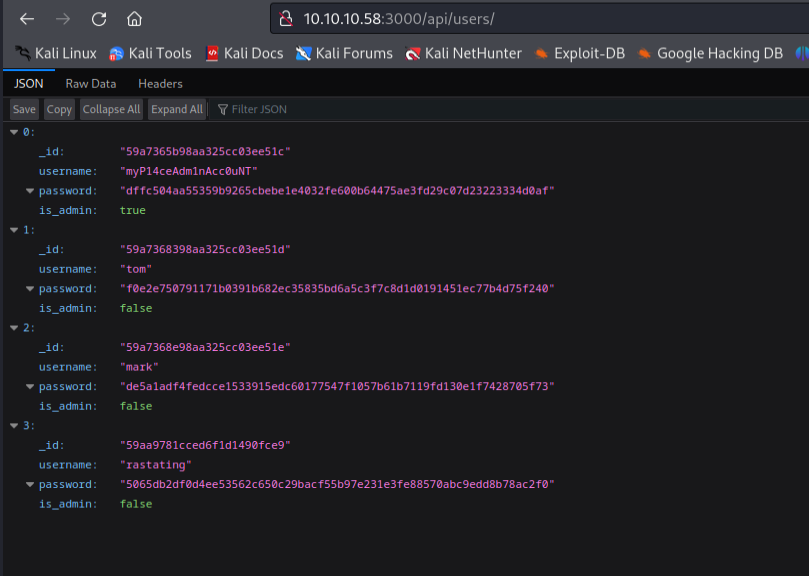 10.10.10.58:3000/api/users/
Kali Linux Kali Tools Kali Docs Kali Forums Kali NetHunter Exploit-DB Google Hacking DB
JSON Raw Data Headers
Save Copy Collapse All Expand All Filter JSON
0:
_id: "59a7365b98aa325cc03ee51c"
username: "myP14ceAdm1nAcc0uNT"
password: "dffc504aa55359b9265cbebe1e4032fe600b64475ae3fd29c07d23223334d0af"
is_admin: true
1:
_id: "59a7368398aa325cc03ee51d"
username: "tom"
password: "f0e2e750791171b0391b682ec35835bd6a5c3f7c8d1d0191451ec77b4d75f240"
is_admin: false
2:
_id: "59a7368e98aa325cc03ee51e"
username: "mark"
password: "de5a1adf4fedcce1533915edc60177547f1057b61b7119fd130e1f7428705f73"
is_admin: false
3:
_id: "59aa9781cced6f1d1490fce9"
username: "rastating"
password: "5065db2df0d4ee53562c650c29bacf55b97e231e3fe88570abc9edd8b78ac2f0"
is_admin: false